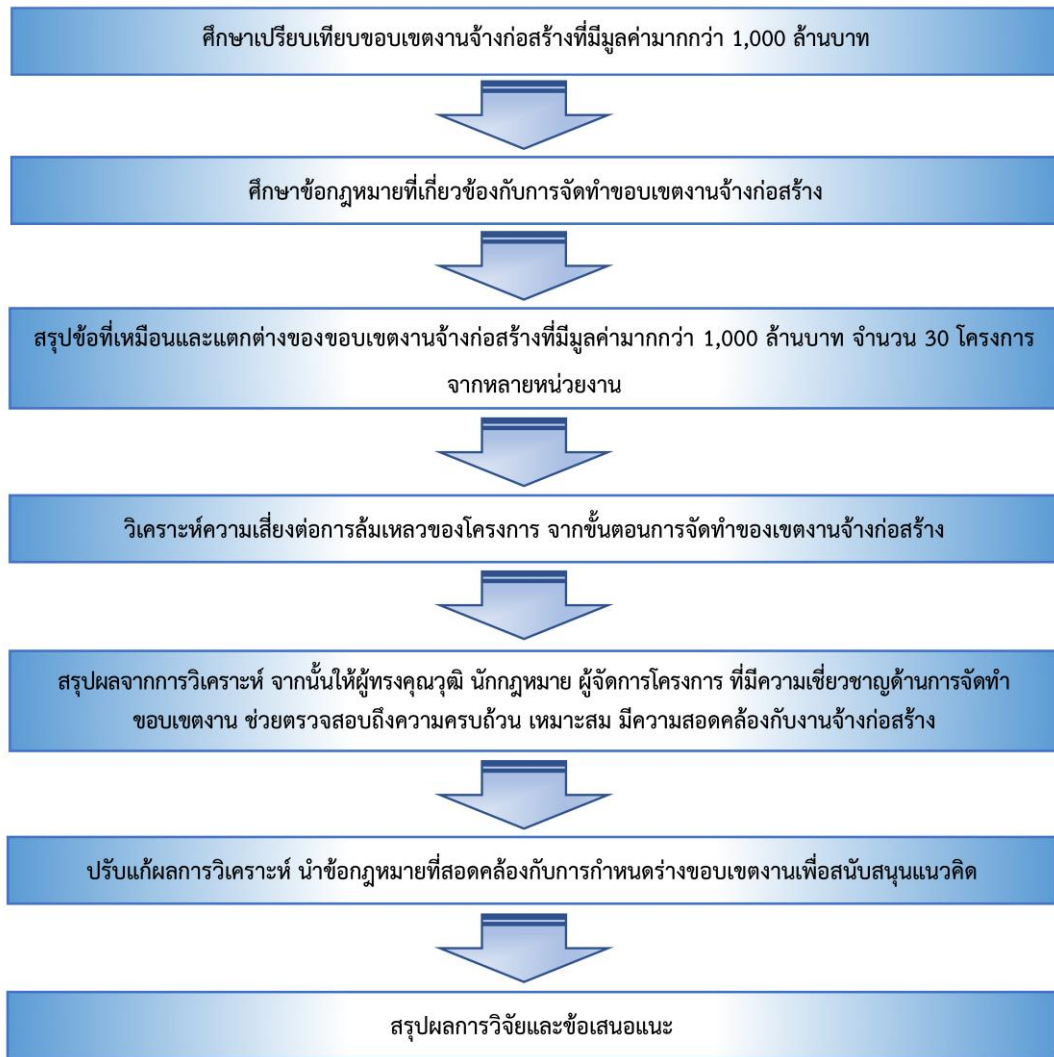 ศึกษาเปรียบเทียบขอบเขตงานจ้างก่อสร้างที่มีมูลค่ามากกว่า 1,000 ล้านบาท
ศึกษาข้อกฎหมายที่เกี่ยวข้องกับการจัดทำขอบเขตงานจ้างก่อสร้าง
สรุปข้อที่เหมือนและแตกต่างของขอบเขตงานจ้างก่อสร้างที่มีมูลค่ามากกว่า 1,000 ล้านบาท จำนวน 30 โครงการ
จากหลายหน่วยงาน
วิเคราะห์ความเสี่ยงต่อการล้มเหลวของโครงการ จากขั้นตอนการจัดทำของเขตงานจ้างก่อสร้าง
สรุปผลจากการวิเคราะห์ จากนั้นให้ผู้ทรงคุณวุฒิ นักกฎหมาย ผู้จัดการโครงการ ที่มีความเชี่ยวชาญด้านการจัดทำ
ขอบเขตงาน ช่วยตรวจสอบถึงความครบถ้วน เหมาะสม มีความสอดคล้องกับงานจ้างก่อสร้าง
ปรับแก้ผลการวิเคราะห์ นำข้อกฎหมายที่สอดคล้องกับการกำหนดร่างขอบเขตงานเพื่อสนับสนุนแนวคิด
สรุปผลการวิจัยและข้อเสนอแนะ